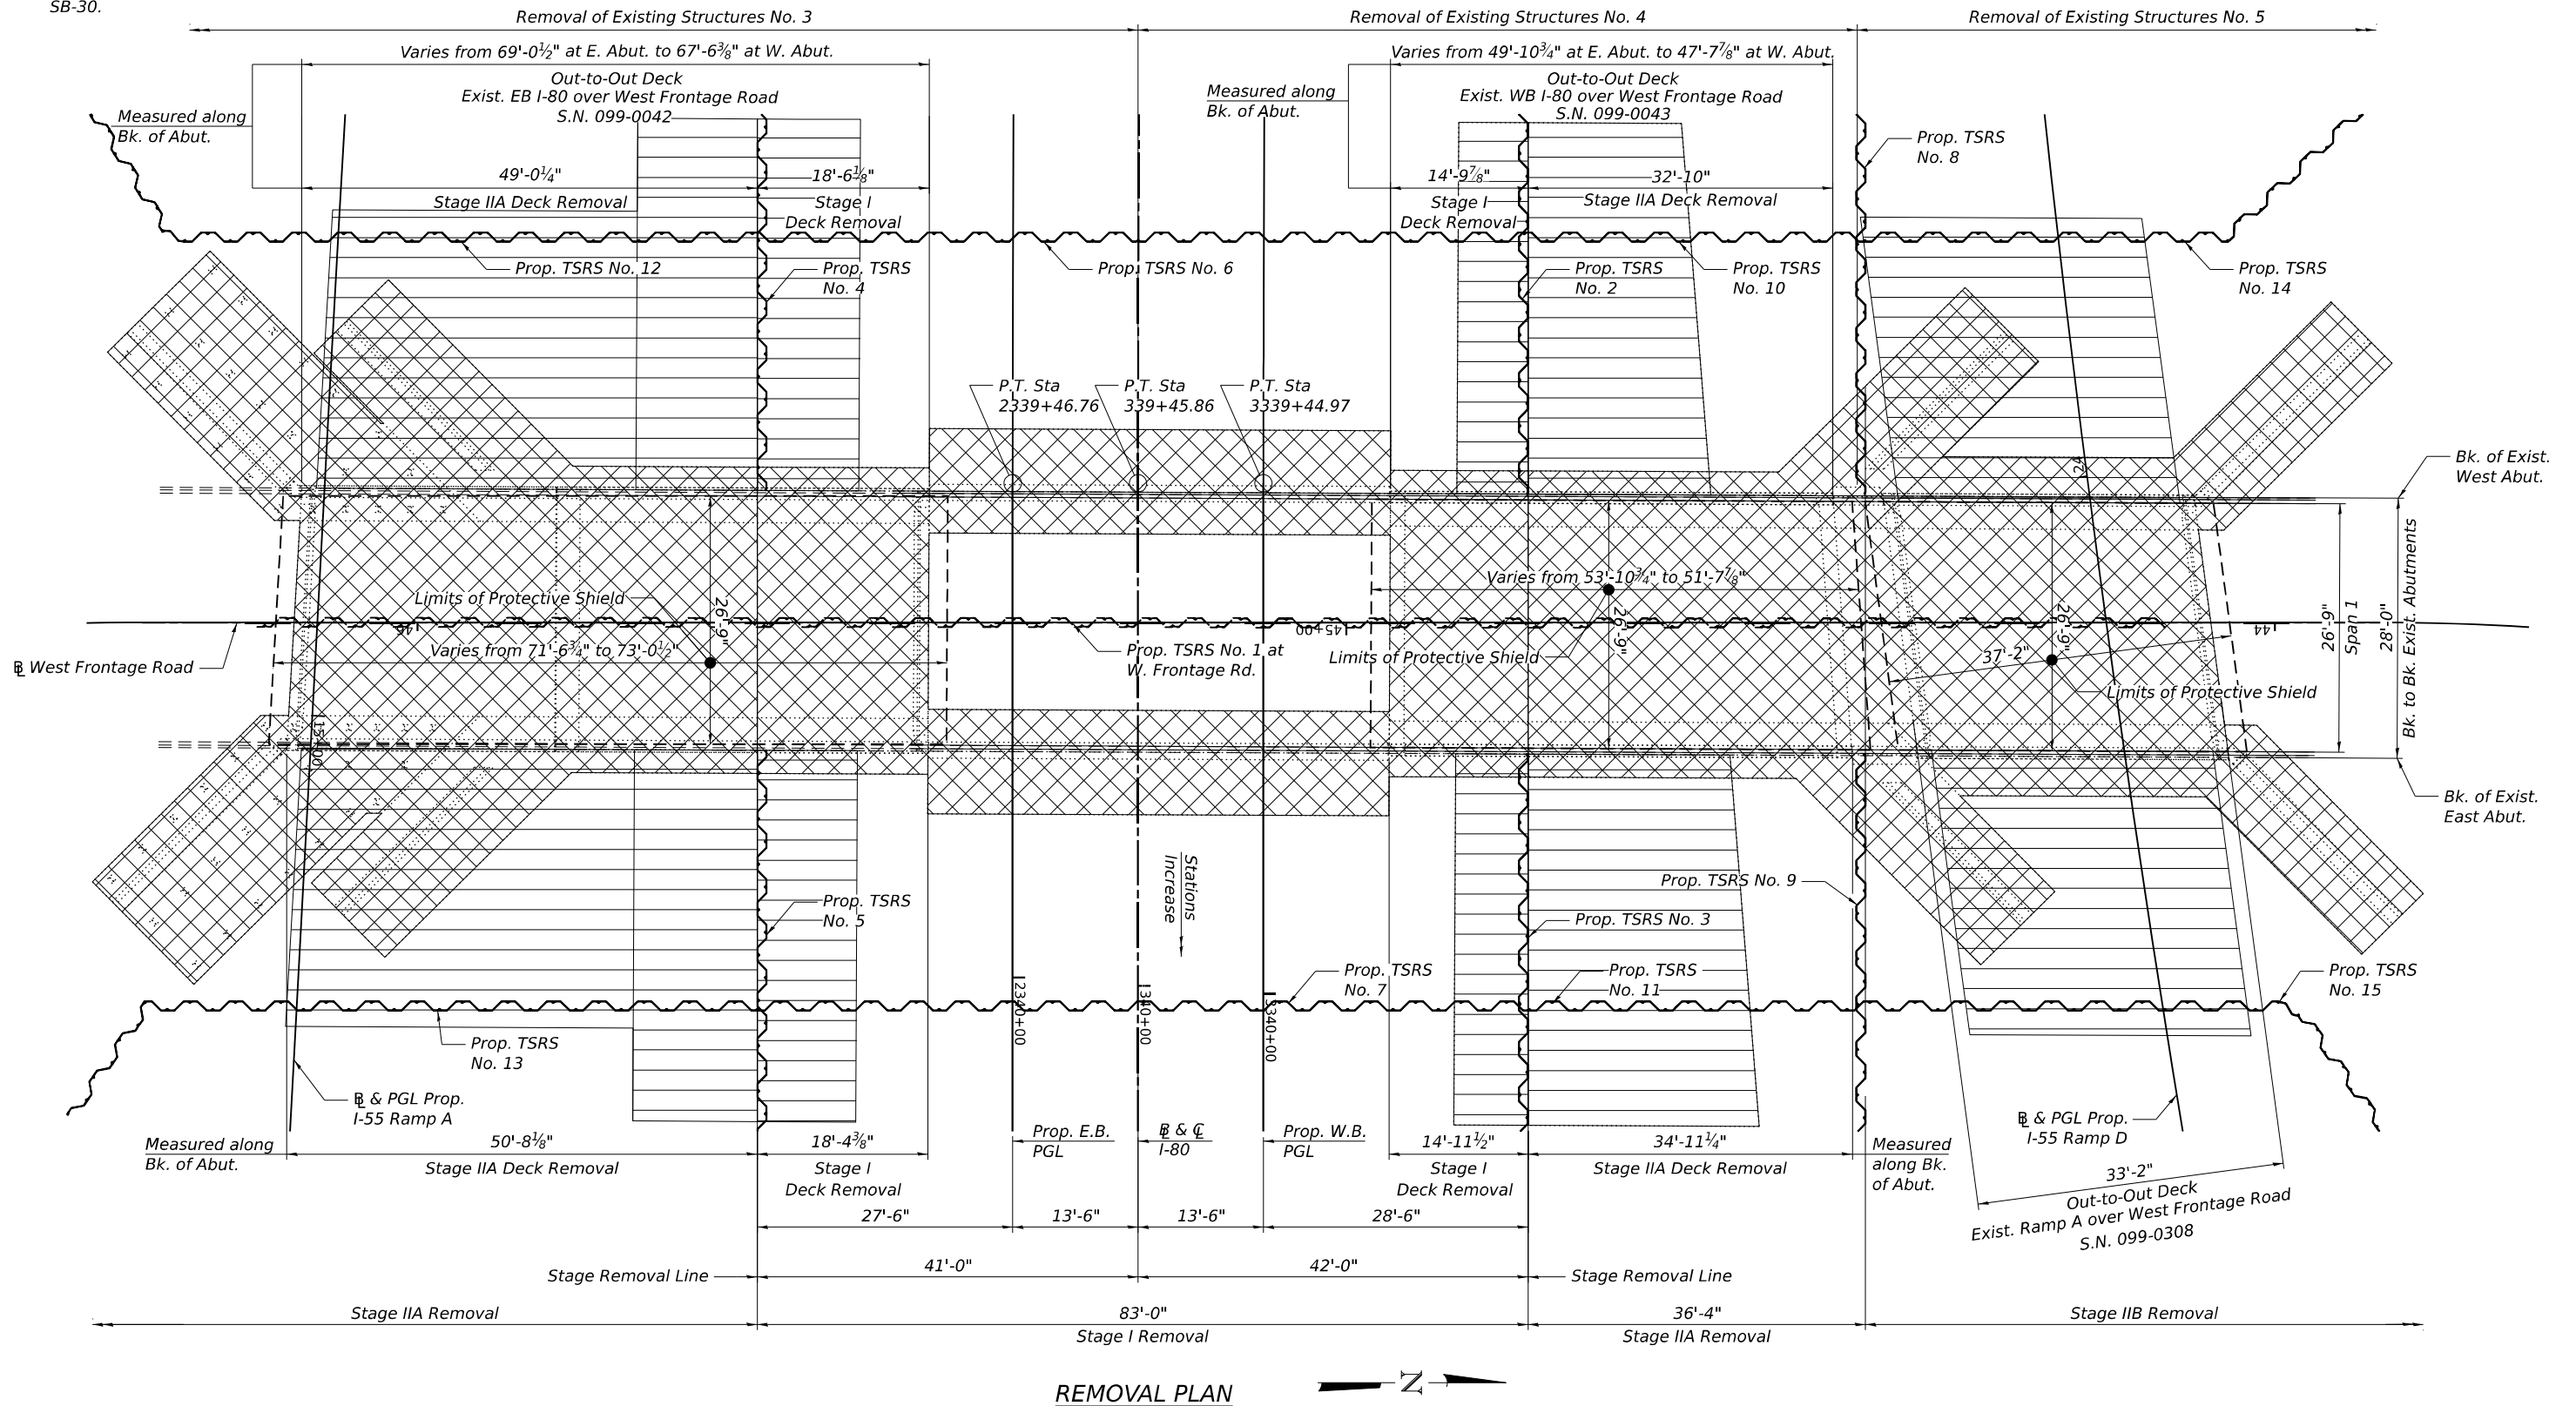 SB-30.
Removal of Existing Structures No. 3
Removal of Existing Structures No. 4
Removal of Existing Structures No. 5
Varies from 69'-0½" at E. Abut. to 67'-6⅜" at W. Abut.
Varies from 49'-10¾" at E. Abut. to 47'-7⅞" at W. Abut.
Out-to-Out Deck
Exist. EB I-80 over West Frontage Road
S.N. 099-0042
Out-to-Out Deck
Exist. WB I-80 over West Frontage Road
S.N. 099-0043
Measured along
Bk. of Abut.
Measured along
Bk. of Abut.
Prop. TSRS
No. 8
49'-0¼"
Stage IIA Deck Removal
18'-6⅛"
Stage I
Deck Removal
14'-9⅞"
Stage I
Deck Removal
32'-10"
Stage IIA Deck Removal
Prop. TSRS No. 12
Prop. TSRS
No. 4
Prop. TSRS No. 6
Prop. TSRS
No. 2
Prop. TSRS
No. 10
Prop. TSRS
No. 14
P.T. Sta
2339+46.76
P.T. Sta
339+45.86
P.T. Sta
3339+44.97
124
Bk. of Exist.
West Abut.
Varies from 53'-10¾" to 51'-7⅞"
Limits of Protective Shield
26'-9"
26'-9"
26'-9"
26'-9"
Span 1
28'-0"
Bk. to Bk. Exist. Abutments
46
45+00
44
Varies from 71'-6¾" to 73'-0½"
Prop. TSRS No. 1 at
W. Frontage Rd.
Limits of Protective Shield
37'-2"
Limits of Protective Shield
℄ West Frontage Road
15+00
Bk. of Exist.
East Abut.
Stations
Increase
Prop. TSRS
No. 5
Prop. TSRS No. 9
Prop. TSRS No. 3
Prop. TSRS
No. 7
Prop. TSRS
No. 11
Prop. TSRS
No. 15
2340+00
340+00
3340+00
Prop. TSRS
No. 13
℄ & PGL Prop.
I-55 Ramp A
℄ & PGL Prop.
I-55 Ramp D
Measured along
Bk. of Abut.
50'-8⅛"
Stage IIA Deck Removal
18'-4⅜"
Stage I
Deck Removal
Prop. E.B.
PGL
℄ & ℄
I-80
Prop. W.B.
PGL
14'-11½"
Stage I
Deck Removal
34'-11¼"
Stage IIA Deck Removal
Measured
along Bk.
of Abut.
33'-2"
Out-to-Out Deck
Exist. Ramp A over West Frontage Road
S.N. 099-0308
27'-6"
13'-6"
13'-6"
28'-6"
Stage Removal Line
41'-0"
42'-0"
Stage Removal Line
Stage IIA Removal
83'-0"
Stage I Removal
36'-4"
Stage IIA Removal
Stage IIB Removal
REMOVAL PLAN
N